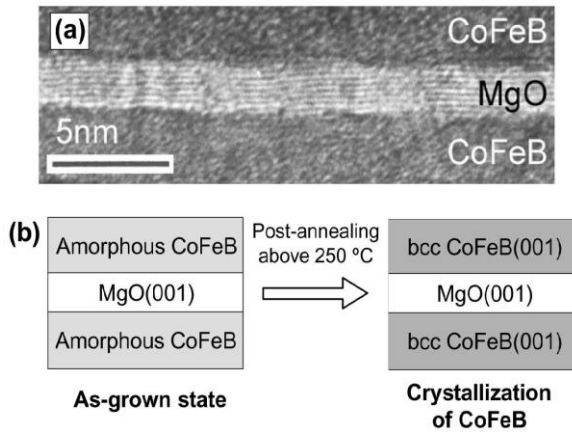 (a)
CoFeB
MgO
5nm
CoFeB
(b)
Amorphous CoFeB
MgO(001)
Amorphous CoFeB
As-grown state
Post-annealing
above 250 ºC
bcc CoFeB(001)
MgO(001)
bcc CoFeB(001)
Crystallization
of CoFeB